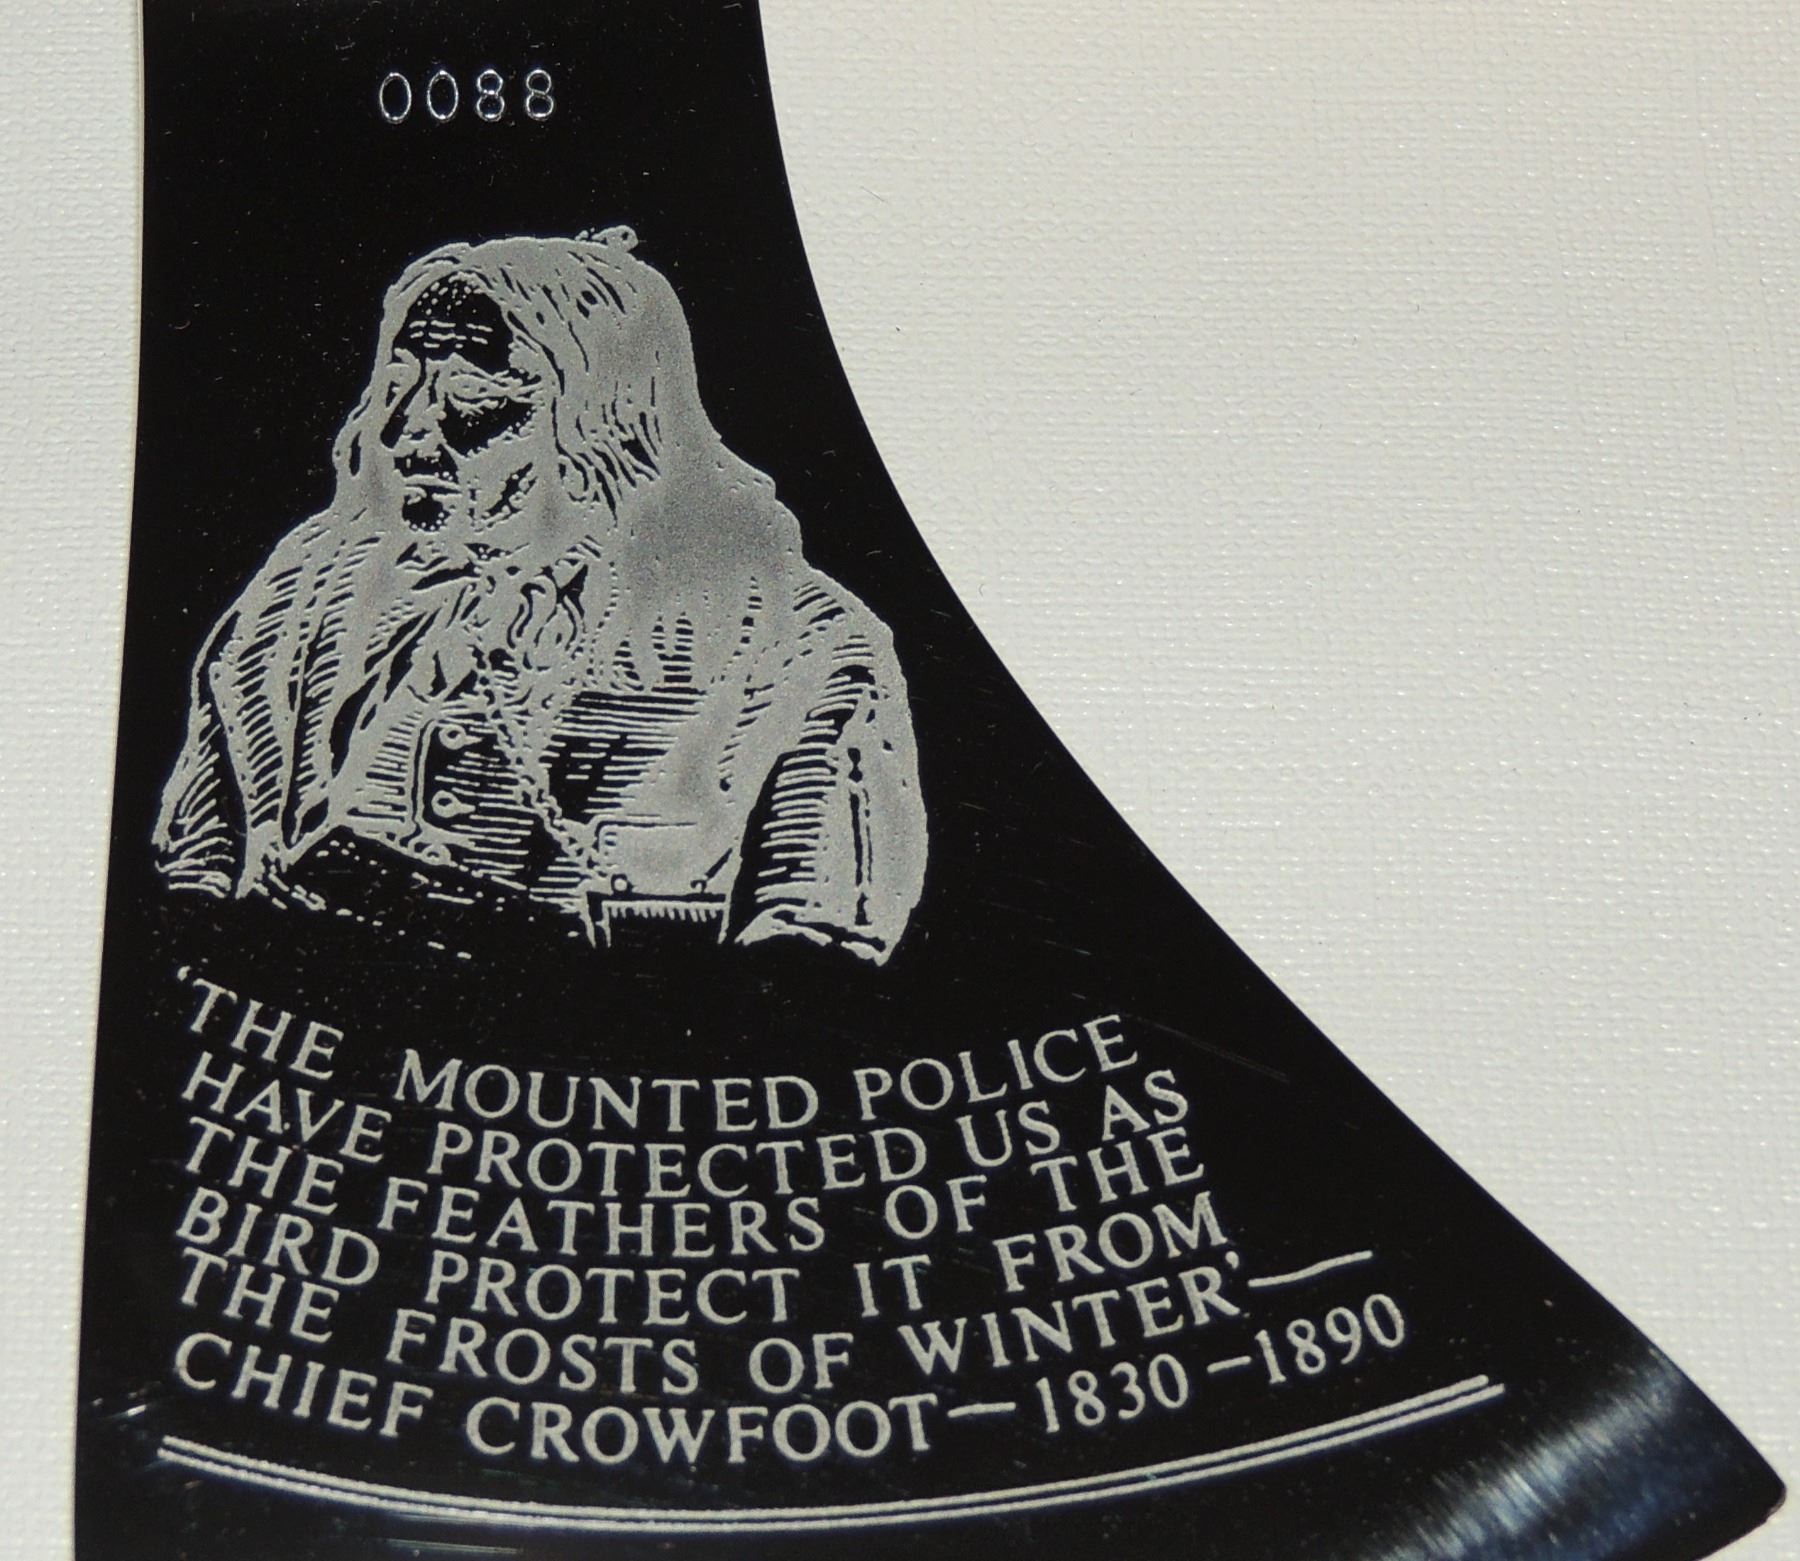 0088
'THE MOUNTED POLICE
HAVE PROTECTED US AS
THE FEATHERS OF THE
BIRD PROTECT IT FROM
THE FROSTS OF WINTER'—
CHIEF CROWFOOT—1830—1890